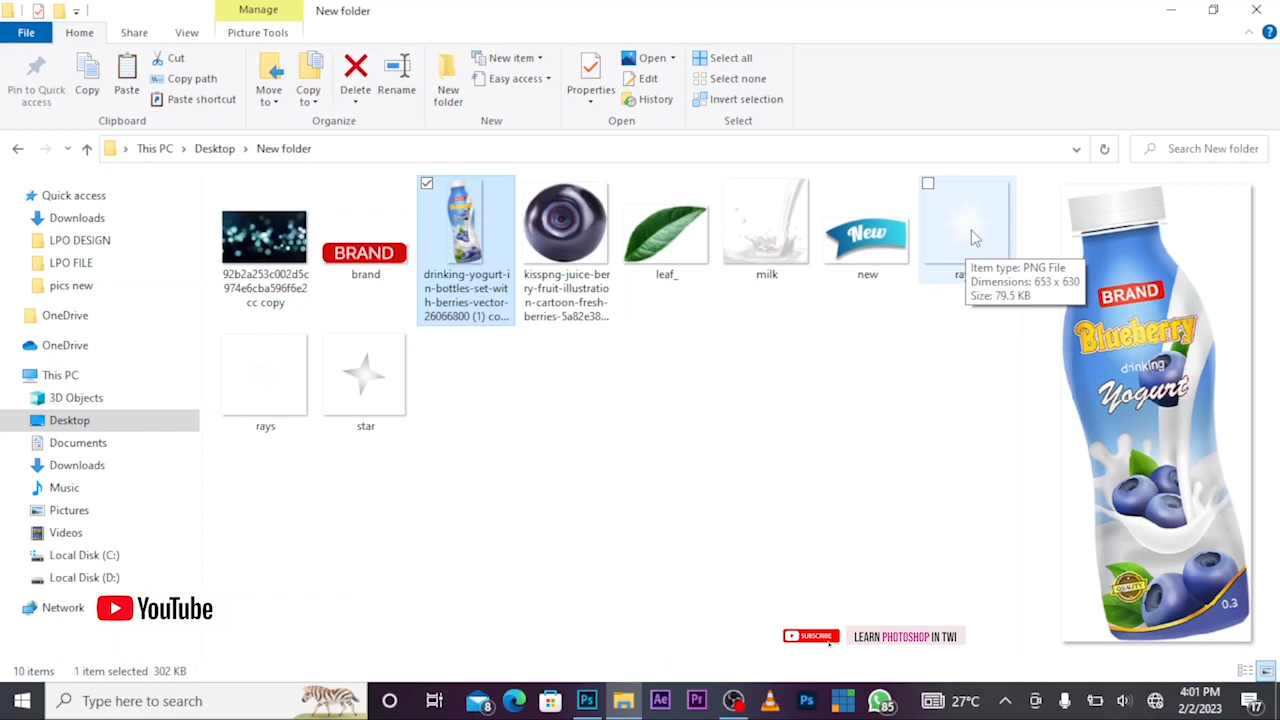 Manage
New folder
File
Home
Share
View
Picture Tools
Pin to Quick access
Copy
Paste
Cut
Copy path
Paste shortcut
Clipboard
Move to
Copy to
Delete
Rename
Organize
New folder
New item
Easy access
New
Properties
Open
Edit
History
Open
Select all
Select none
Invert selection
Select
This PC
Desktop
New folder
Search New folder
Quick access
Downloads
LPO DESIGN
LPO FILE
pics new
OneDrive
OneDrive
This PC
3D Objects
Desktop
Documents
Downloads
Music
Pictures
Videos
Local Disk (C:)
Local Disk (D:)
Network
YouTube
BRAND
New
92b2a253c002d5c
974e6cba596f6e2
cc copy
brand
drinking-yogurt-i
n-bottles-set-wit
h-berries-vector-
26066800 (1) co...
kisspng-juice-ber
ry-fruit-illustration
-cartoon-fresh-
berries-5a82e38...
leaf_
milk
new
Item type: PNG File
Dimensions: 653 x 630
Size: 79.5 KB
rays
star
BRAND
Blueberry
drinking
Yogurt
QUALITY
0.3
SUBSCRIBE
LEARN PHOTOSHOP IN TWI
10 items
1 item selected 302 KB
Type here to search
8
85
27°C
4:01 PM
2/2/2023
17